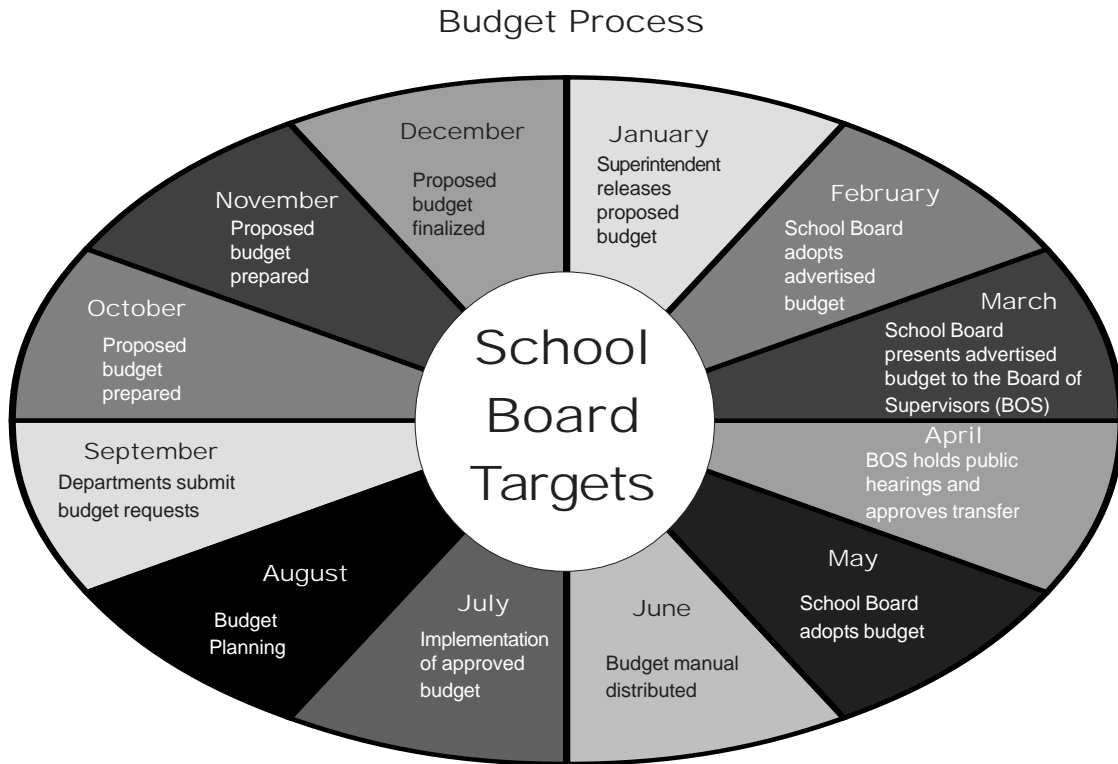 Budget Process
December
Proposed
budget
finalized
January
Superintendent
releases
proposed
budget
November
Proposed
budget
prepared
February
School Board
adopts
advertised
budget
October
Proposed
budget
prepared
March
School Board
presents advertised
budget to the Board of
Supervisors (BOS)
School
Board
Targets
September
Departments submit
budget requests
April
BOS holds public
hearings and
approves transfer
August
Budget
Planning
May
School Board
adopts budget
July
Implementation
of approved
budget
June
Budget manual
distributed